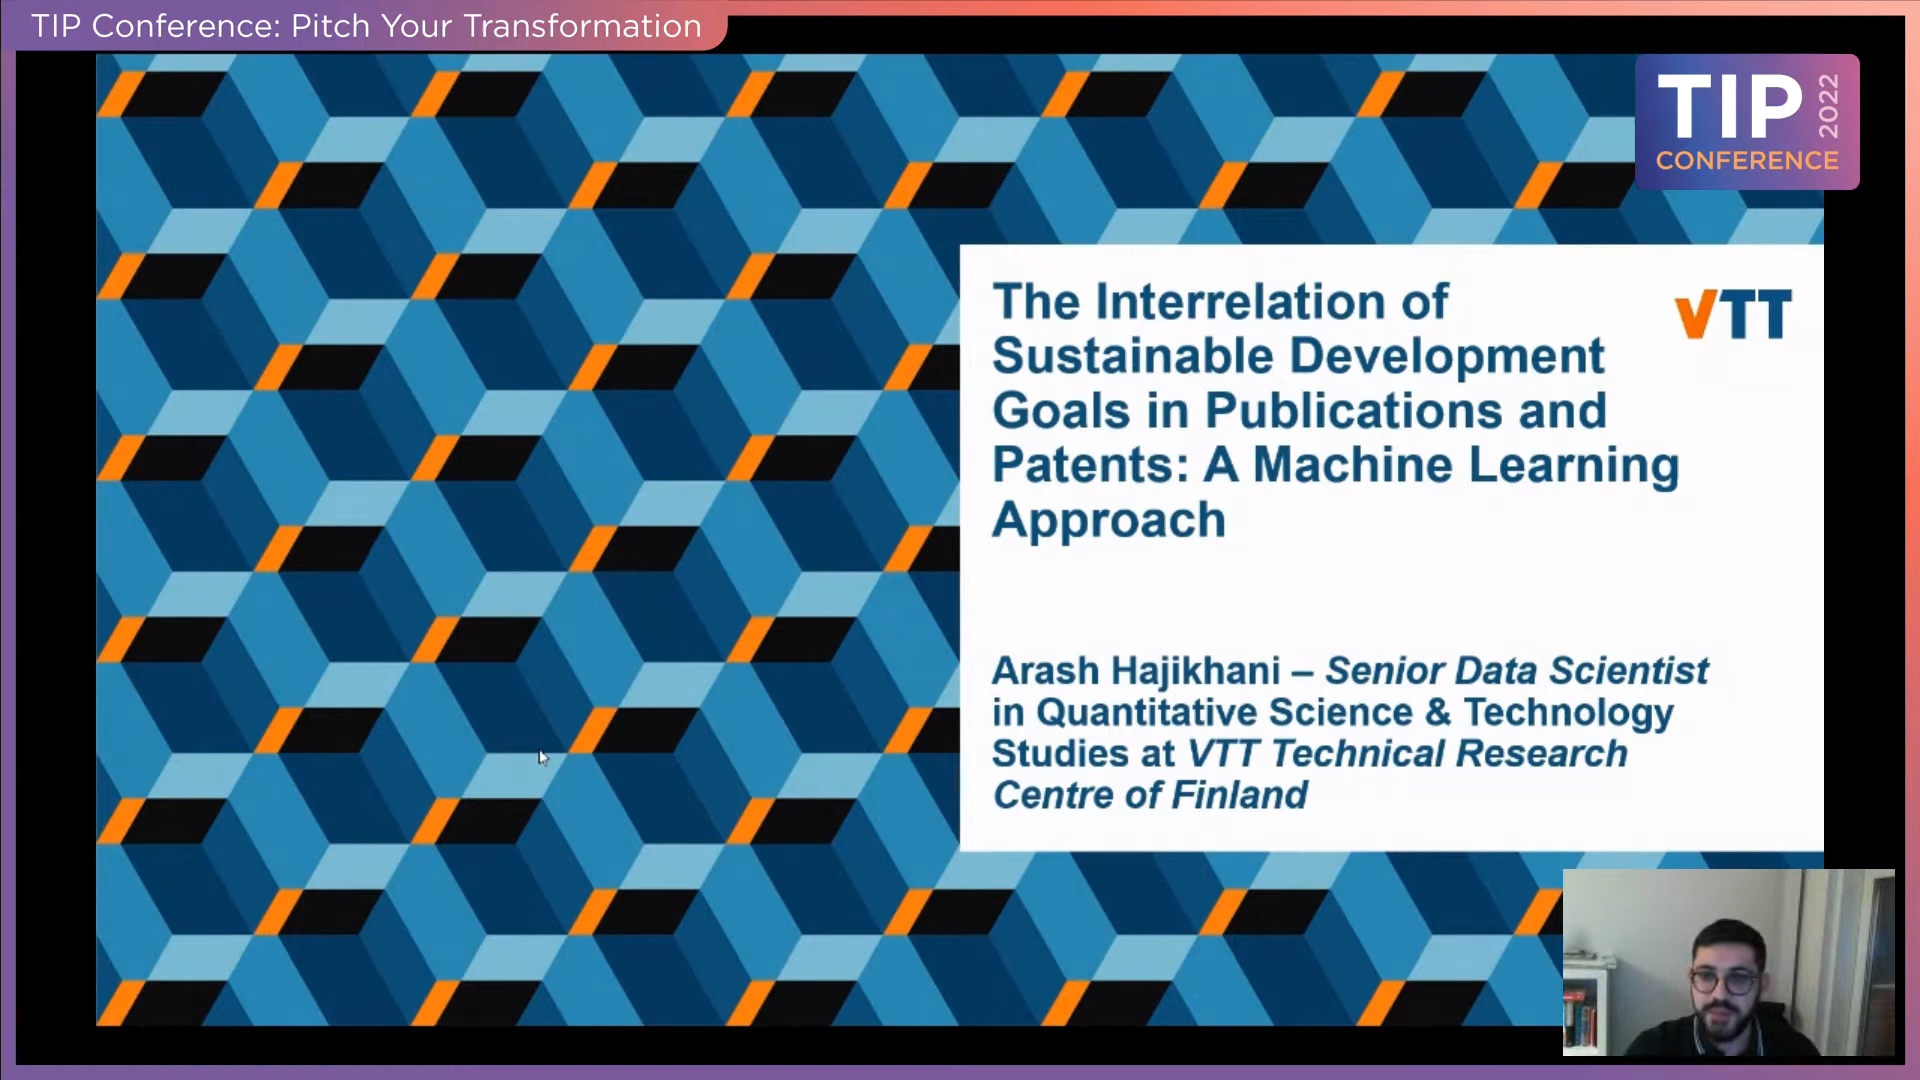 TIP Conference: Pitch Your Transformation
TIP 2022
CONFERENCE
The Interrelation of
Sustainable Development
Goals in Publications and
Patents: A Machine Learning
Approach
VTT
Arash Hajikhani – Senior Data Scientist
in Quantitative Science & Technology
Studies at VTT Technical Research
Centre of Finland